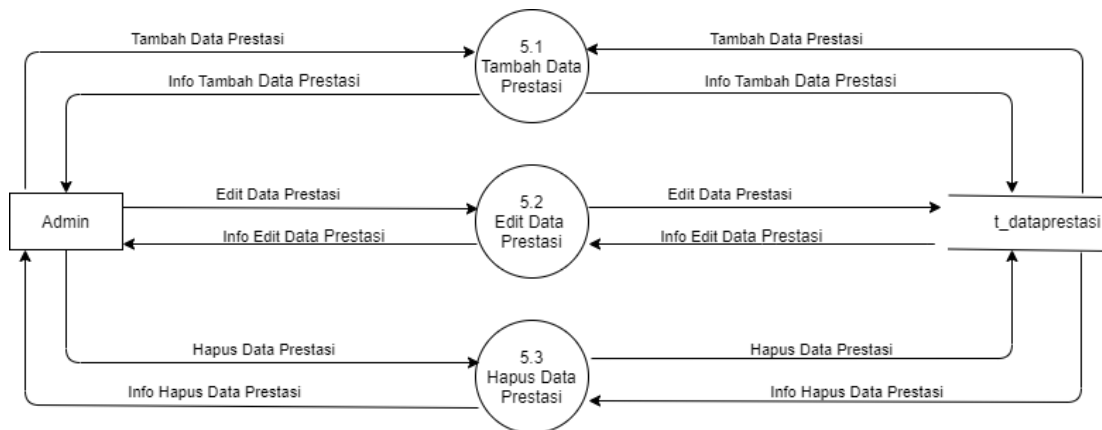 Tambah Data Prestasi
5.1
Tambah Data
Prestasi
Tambah Data Prestasi
Info Tambah Data Prestasi
Info Tambah Data Prestasi
Admin
Edit Data Prestasi
5.2
Edit Data
Prestasi
Edit Data Prestasi
Info Edit Data Prestasi
Info Edit Data Prestasi
t_dataprestasi
Hapus Data Prestasi
5.3
Hapus Data
Prestasi
Hapus Data Prestasi
Info Hapus Data Prestasi
Info Hapus Data Prestasi